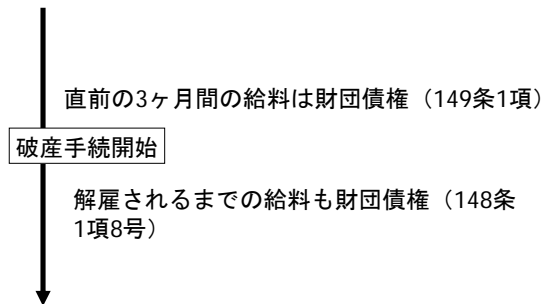 直前の3ヶ月間の給料は財団債権（149条1項）
破産手続開始
解雇されるまでの給料も財団債権（148条
1項8号）